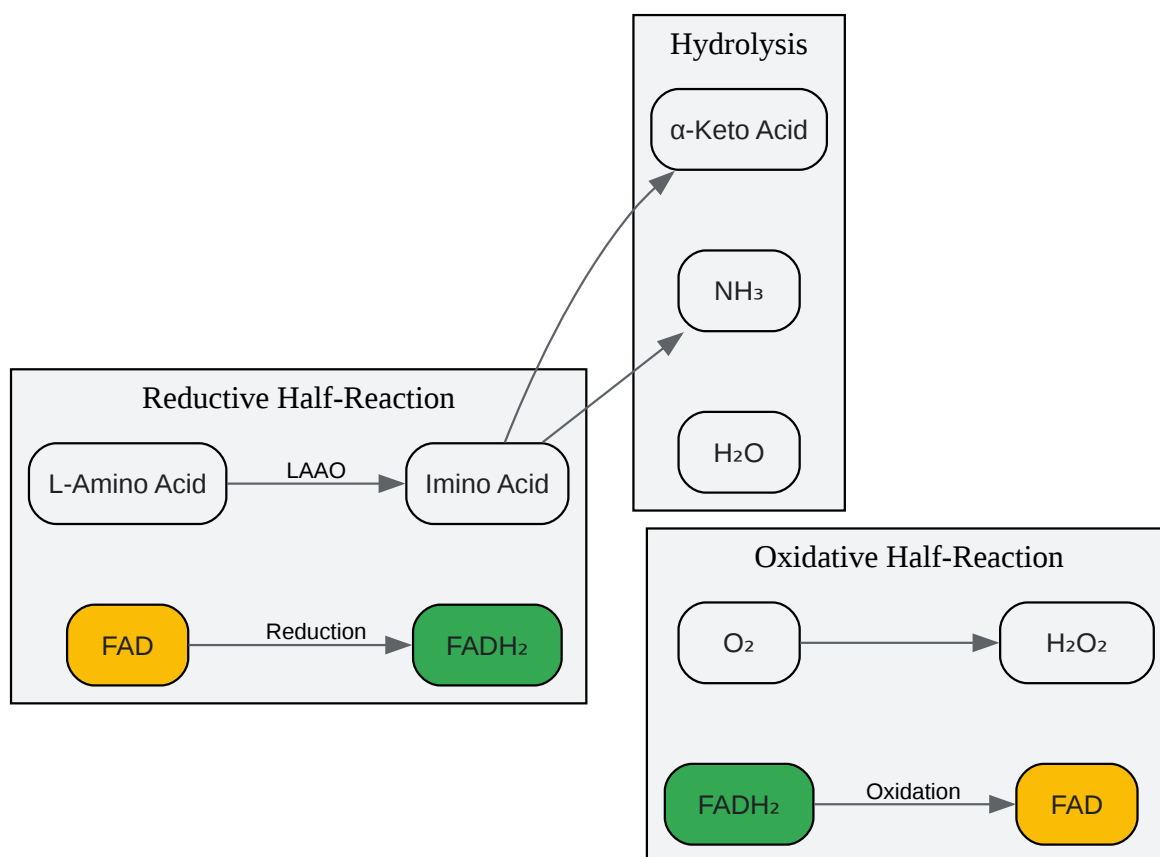 Hydrolysis
α-Keto Acid
NH₃
H₂O
Reductive Half-Reaction
L-Amino Acid
LAAO
Imino Acid
FAD
Reduction
FADH₂
Oxidative Half-Reaction
O₂
H₂O₂
FADH₂
Oxidation
FAD